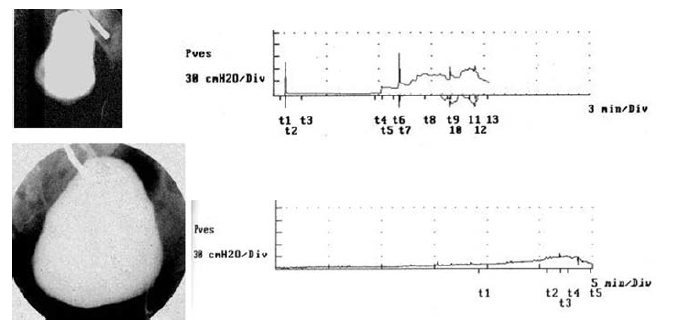 Pves
30 cmH2O/Div
3 min/Div
t1 t3 t4 t6 t8 t9 11 13
t2 t5 t7 10 12
Pves
30 cmH2O/Div
5 min/Div
t1 t2 t4 t5
t3